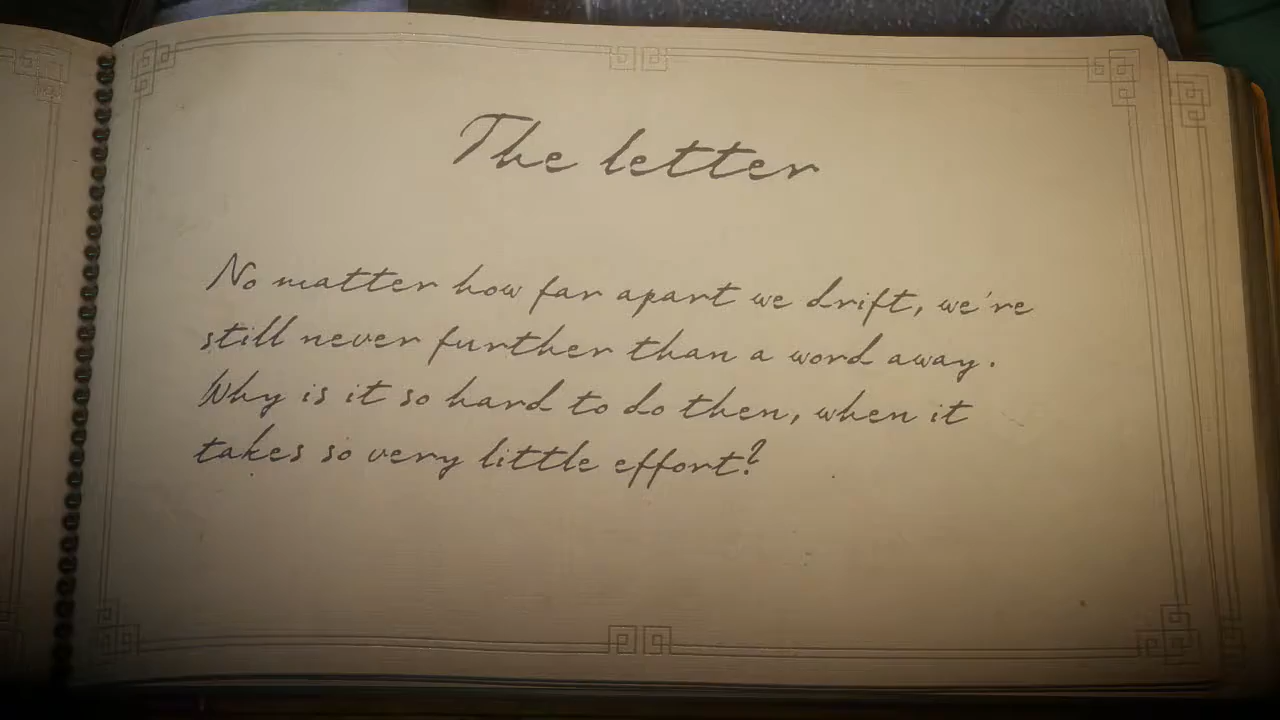 The letter
No matter how far apart we drift, we're
still never further than a word away.
Why is it so hard to do then, when it
takes so very little effort?